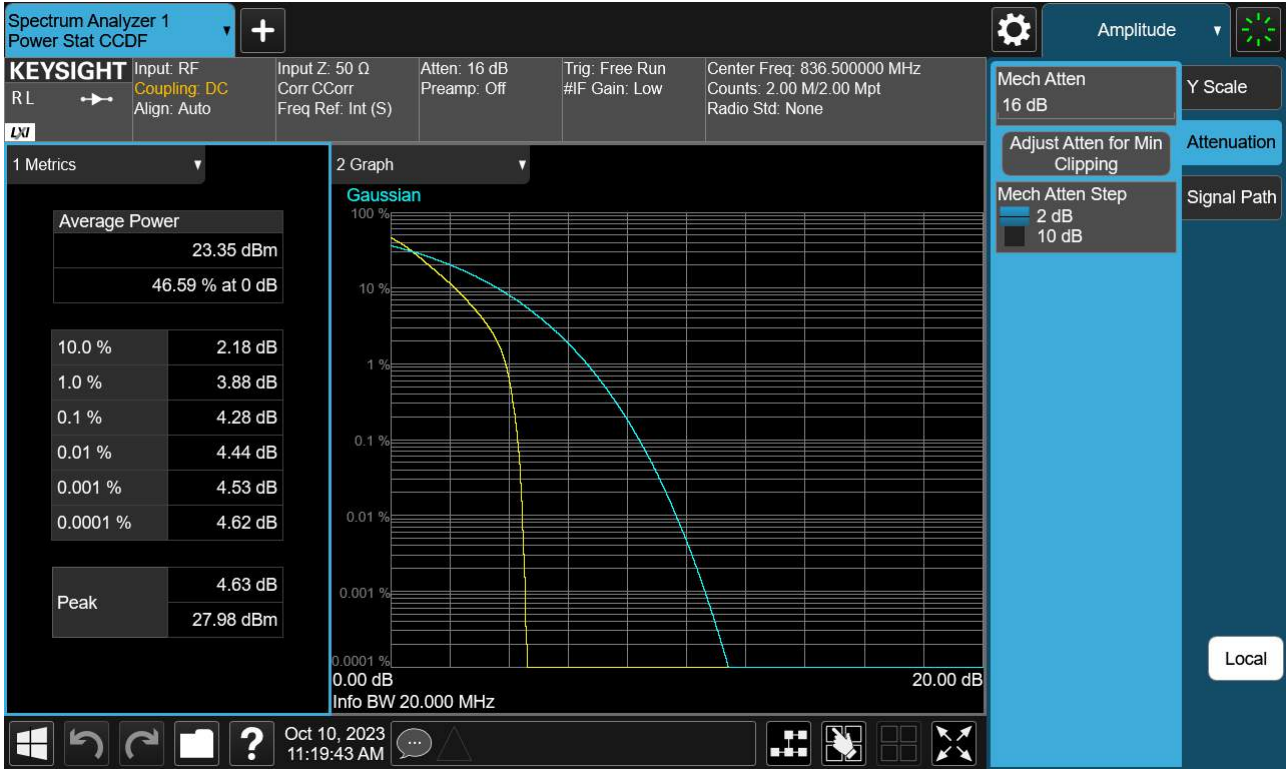 Spectrum Analyzer 1
Power Stat CCDF
Amplitude
KEYSIGHT
RL
LXI
Input: RF
Coupling: DC
Align: Auto
Input Z: 50 Ω
Corr CCorr
Freq Ref: Int (S)
Atten: 16 dB
Preamp: Off
Trig: Free Run
#IF Gain: Low
Center Freq: 836.500000 MHz
Counts: 2.00 M/2.00 Mpt
Radio Std: None
Mech Atten
16 dB
Adjust Atten for Min
Clipping
Mech Atten Step
2 dB
10 dB
Y Scale
Attenuation
Signal Path
Local
1 Metrics
Average Power
23.35 dBm
46.59 % at 0 dB
10.0 % 2.18 dB
1.0 % 3.88 dB
0.1 % 4.28 dB
0.01 % 4.44 dB
0.001 % 4.53 dB
0.0001 % 4.62 dB
Peak
4.63 dB
27.98 dBm
2 Graph
Gaussian
100 %
10 %
1 %
0.1 %
0.01 %
0.001 %
0.0001 %
0.00 dB 20.00 dB
Info BW 20.000 MHz
?
Oct 10, 2023
11:19:43 AM